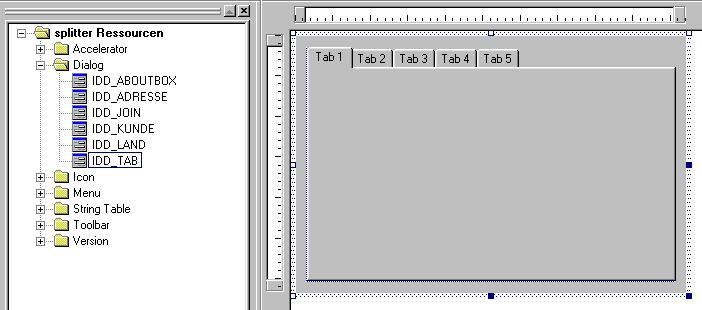 splitter Ressourcen
Accelerator
Dialog
IDD_ABOUTBOX
IDD_ADRESSE
IDD_JOIN
IDD_KUNDE
IDD_LAND
IDD_TAB
Icon
Menu
String Table
Toolbar
Version
Tab 1 Tab 2 Tab 3 Tab 4 Tab 5